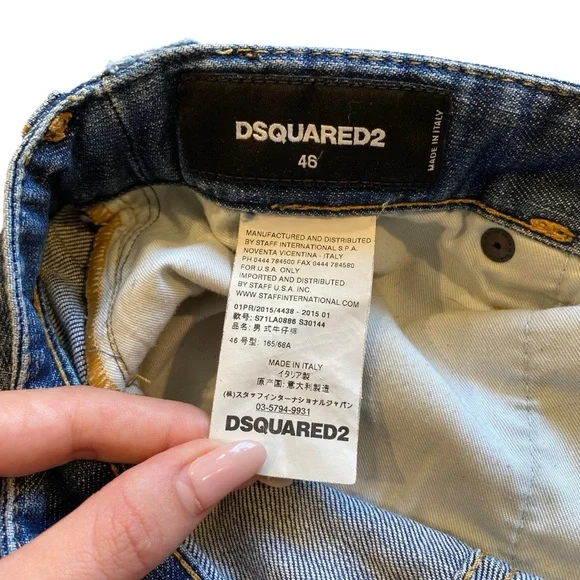 DSQUARED2
46
MADE IN ITALY
MANUFACTURED AND DISTRIBUTED
BY STAFF INTERNATIONAL S.P.A.
NOVENTA VICENTINA - ITALY
PH 0444 784500 FAX 0444 784580
FOR U.S.A. ONLY
IMPORTED AND DISTRIBUTED
BY STAFF U.S.A. INC.
WWW.STAFFINTERNATIONAL.COM
01PR/2015/4438 - 2015 01
款号: S71LA0886 S30144
品名: 男式牛仔裤
46 号型: 165/68A
MADE IN ITALY
イタリア製
原产国: 意大利製造
(株)スタッフインターナショナルジャパン
03-5794-9931
DSQUARED2